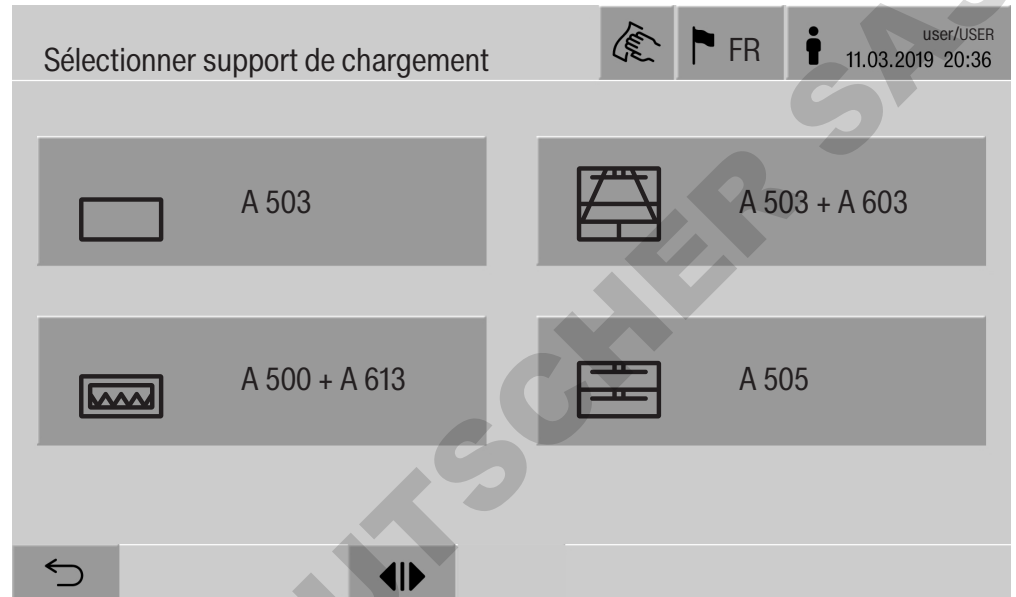 Sélectionner support de chargement
FR
user/USER
11.03.2019 20:36
A 503
A 503 + A 603
A 500 + A 613
A 505